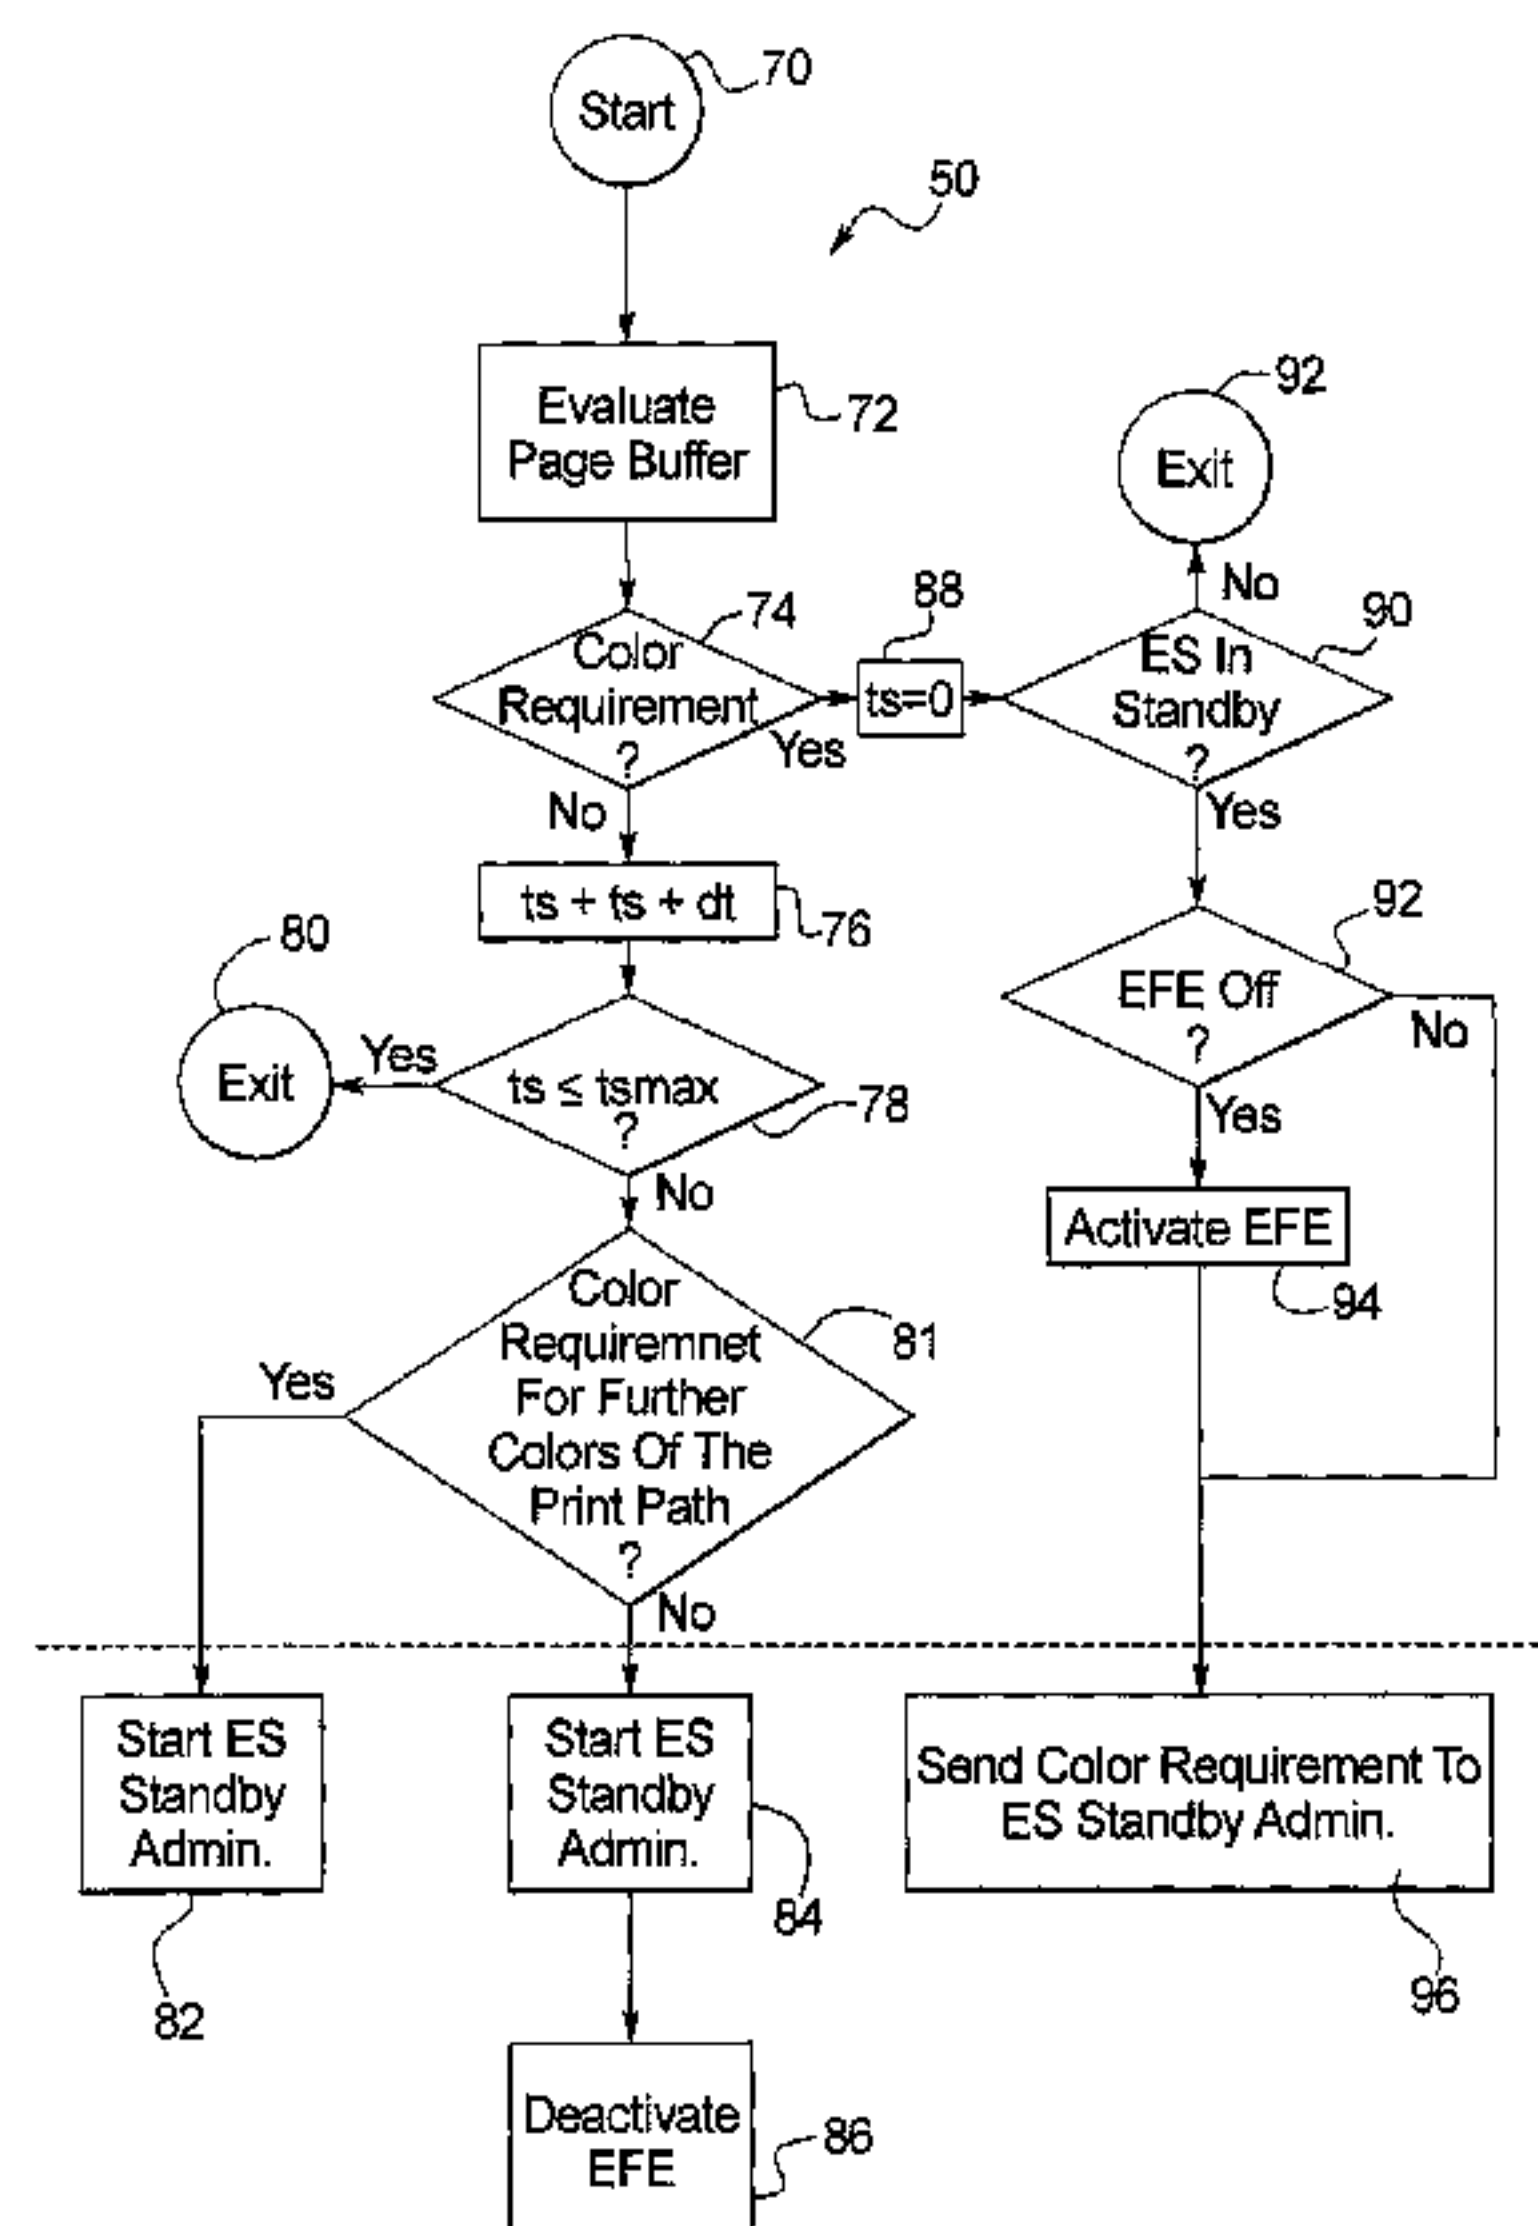 Start
70
50
Evaluate
Page Buffer
72
92
Exit
No
Color
Requirement
?
74
Yes
88
ts=0
ES In
Standby
?
90
Yes
No
ts + ts + dt
76
EFE Off
?
92
No
Yes
80
Exit
Yes
ts ≤ tsmax
?
78
No
Activate EFE
94
Color
Requiremnet
For Further
Colors Of The
Print Path
?
81
Yes
No
Start ES
Standby
Admin.
82
Start ES
Standby
Admin.
84
Send Color Requirement To
ES Standby Admin.
96
Deactivate
EFE
86